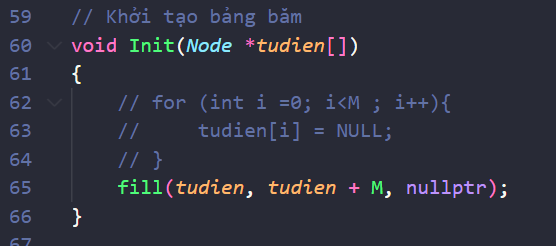 59 // Khởi tạo bảng băm
60 void Init(Node *tudien[])
61 {
62 // for (int i =0; i<M ; i++){
63 //     tudien[i] = NULL;
64 // }
65 fill(tudien, tudien + M, nullptr);
66 }
67